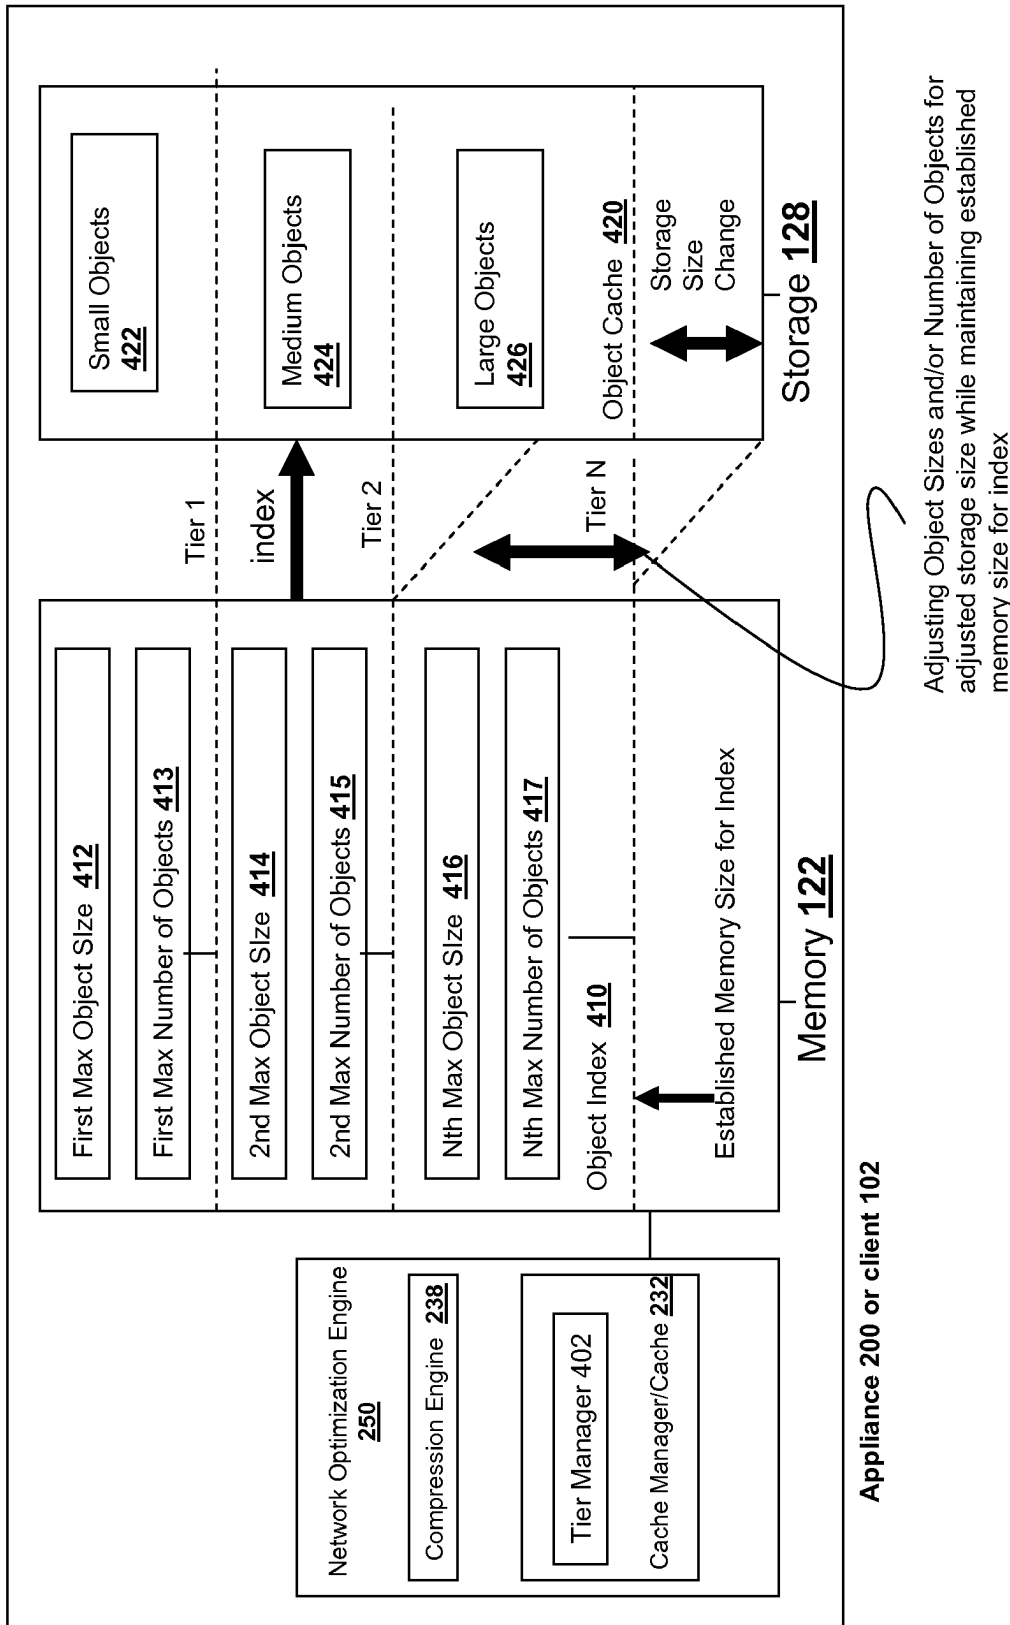 Network Optimization Engine
250
Compression Engine 238
Tier Manager 402
Cache Manager/Cache 232
First Max Object SIze 412
First Max Number of Objects 413
2nd Max Object SIze 414
2nd Max Number of Objects 415
Nth Max Object SIze 416
Nth Max Number of Objects 417
Object Index 410
Established Memory Size for Index
Memory 122
Tier 1
index
Tier 2
Tier N
Small Objects
422
Medium Objects
424
Large Objects
426
Object Cache 420
Storage
Size
Change
Storage 128
Adjusting Object Sizes and/or Number of Objects for
adjusted storage size while maintaining established
memory size for index
Appliance 200 or client 102